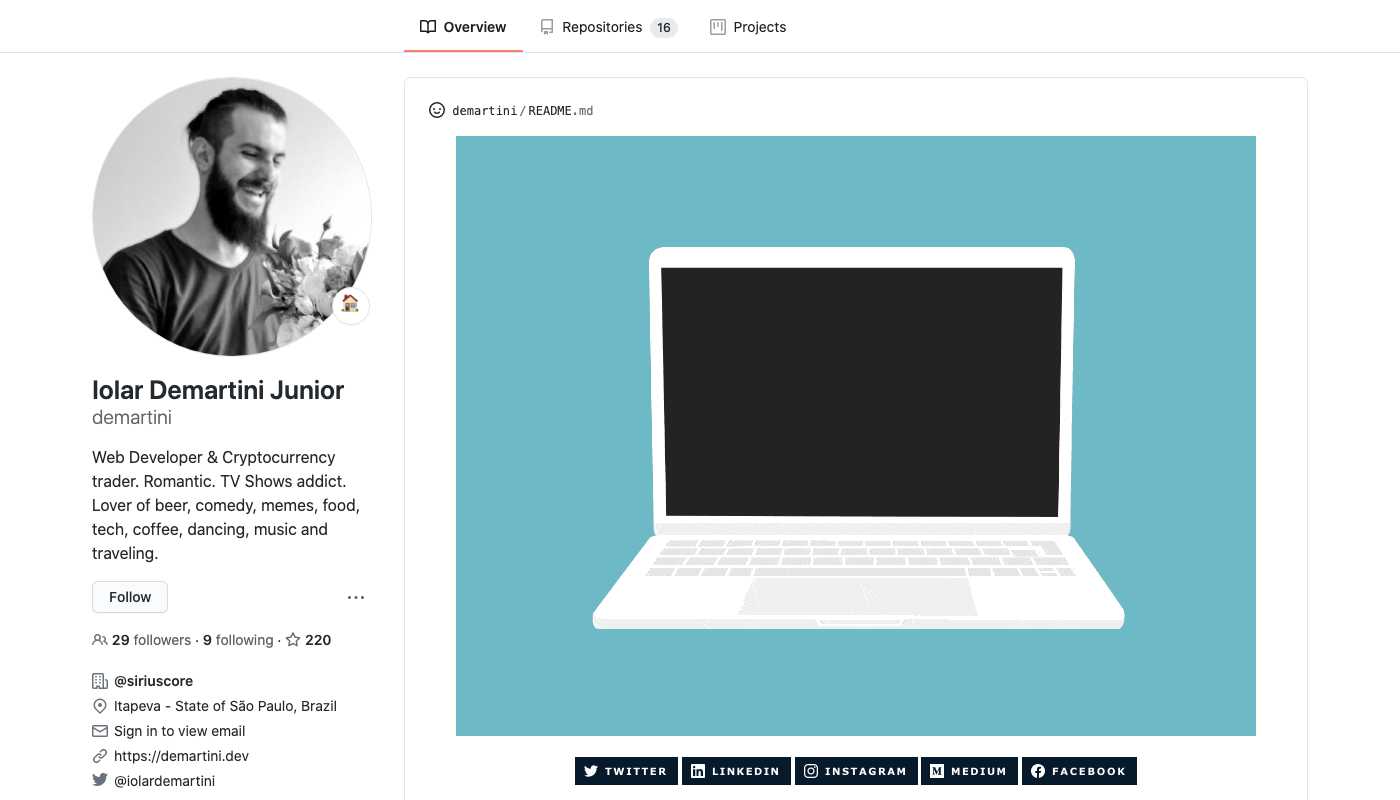 Overview
Repositories 16
Projects
demartini/README.md
Iolar Demartini Junior
demartini
Web Developer & Cryptocurrency
trader. Romantic. TV Shows addict.
Lover of beer, comedy, memes, food,
tech, coffee, dancing, music and
traveling.
Follow
29 followers · 9 following · 220
@siriuscore
Itapeva - State of São Paulo, Brazil
Sign in to view email
https://demartini.dev
@iolardemartini
TWITTER
LINKEDIN
INSTAGRAM
MEDIUM
FACEBOOK